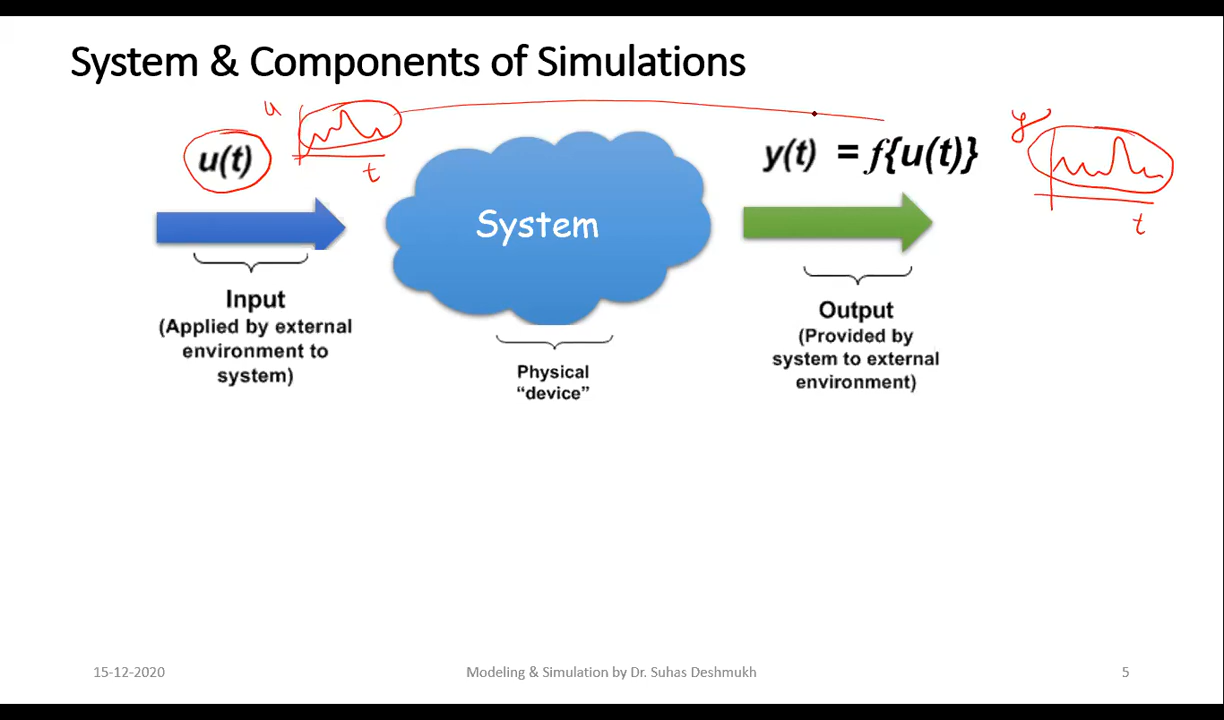 System & Components of Simulations
u
u(t)
t
System
y(t) = f{u(t)}
y
t
Input
(Applied by external
environment to
system)
Physical
“device”
Output
(Provided by
system to external
environment)
15-12-2020
Modeling & Simulation by Dr. Suhas Deshmukh
5